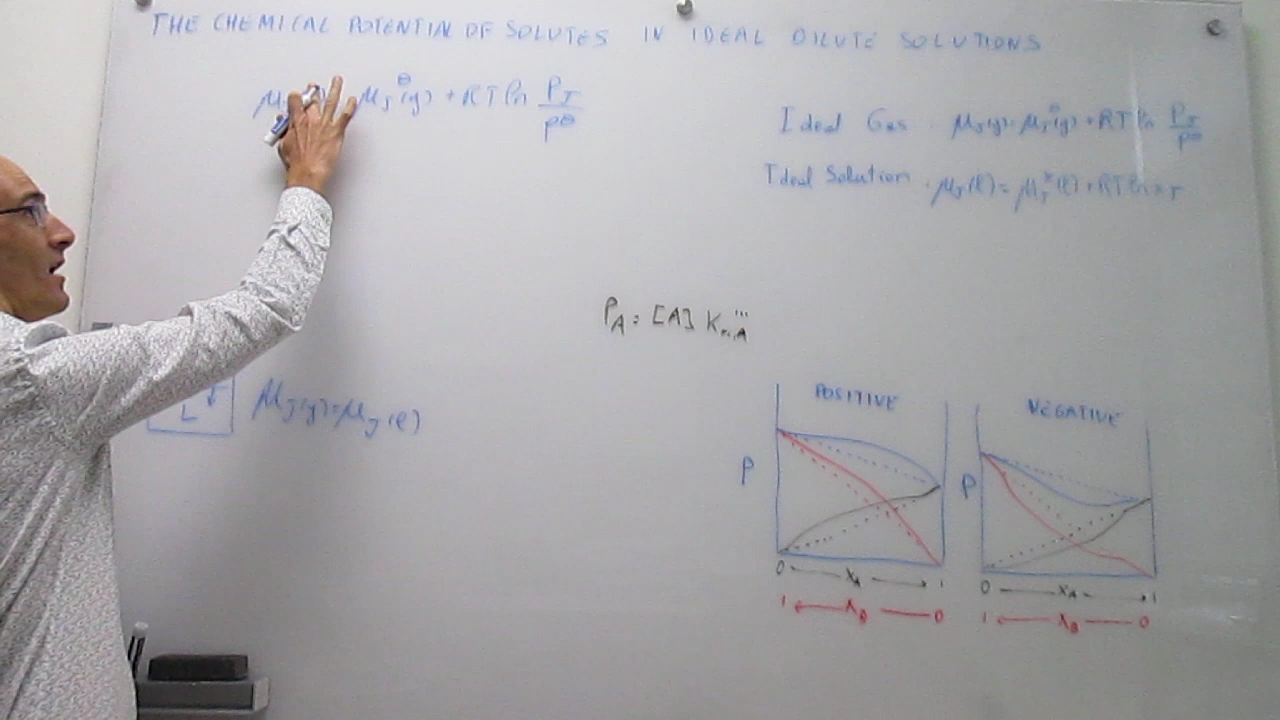 THE CHEMICAL POTENTIAL OF SOLUTES IN IDEAL DILUTE SOLUTIONS
μJ⦵(g) + RT ln PJ/P⦵
Ideal Gas. μJ(g) = μJ⦵(g) + RT ln PJ/P⦵
Ideal Solution. μJ(l) = μJ*(l) + RT ln xJ
PA = [A] K'''
L μJ(g) = μJ(l)
POSITIVE
P
0 XA 1
1 XB 0
NEGATIVE
P
0 XA 1
1 XB 0